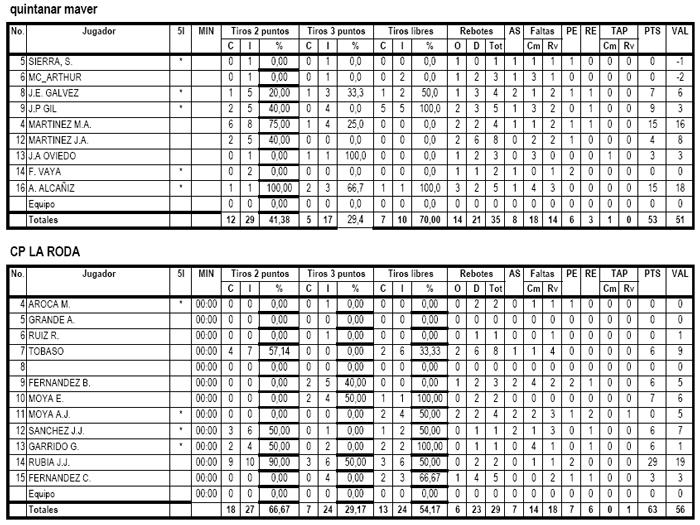 quintanar maver
No. Jugador 5I MIN Tiros 2 puntos Tiros 3 puntos Tiros libres Rebotes AS Faltas PE RE TAP PTS VAL
C I % C I % C I % O D Tot Cm Rv Cm Rv
5 SIERRA, S. * 0 1 0,00 0 1 0,0 0 0 0,0 1 0 1 1 1 1 1 0 0 0 0 -1
6 MC_ARTHUR 0 1 0,00 0 1 0,0 0 2 0,0 1 2 3 1 3 1 0 0 0 0 0 -2
8 J.E. GALVEZ * 1 5 20,00 1 3 33,3 1 2 50,0 1 3 4 2 1 2 1 1 0 0 7 6
9 J.P GIL * 2 5 40,00 0 4 0,0 5 5 100,0 2 3 5 1 3 2 0 1 0 0 9 3
4 MARTINEZ M.A. 6 8 75,00 1 4 25,0 0 0 0,0 2 2 4 1 1 2 1 1 0 0 15 16
12 MARTINEZ J.A. 2 5 40,00 0 0 0,0 0 0 0,0 2 6 8 0 2 2 1 0 0 0 4 8
13 J.A OVIEDO 0 1 0,00 1 1 100,0 0 0 0,0 1 2 3 3 0 0 0 1 0 3 3
14 F. VAYA * 0 2 0,00 0 0 0,0 0 0 0,0 1 1 2 1 0 1 2 0 0 0 0
16 A. ALCAÑIZ * 1 1 100,00 2 3 66,7 1 1 100,0 3 2 5 1 4 3 0 0 0 0 15 18
Equipo 0 0 0,00 0 0 0,0 0 0 0,0 0 0 0 0 0 0 0 0 0 0 0 0
Totales 12 29 41,38 5 17 29,4 7 10 70,00 14 21 35 8 18 14 6 3 1 0 53 51
CP LA RODA
No. Jugador 5I MIN Tiros 2 puntos Tiros 3 puntos Tiros libres Rebotes AS Faltas PE RE TAP PTS VAL
C I % C I % C I % O D Tot Cm Rv Cm Rv
4 AROCA M. * 00:00 0 0 0,00 0 1 0,00 0 0 0,00 0 2 2 0 1 1 1 0 0 0 0 0
5 GRANDE A. 00:00 0 0 0,00 0 0 0,00 0 0 0,00 0 0 0 0 0 0 0 0 0 0 0 0
6 RUIZ R. 00:00 0 0 0,00 0 1 0,00 0 0 0,00 0 1 1 0 0 1 0 0 0 0 0 1
7 TOBASO 00:00 4 7 57,14 0 0 0,00 2 6 33,33 2 6 8 1 1 4 0 0 0 0 6 9
8 00:00 0 0 0,00 0 0 0,00 0 0 0,00 0 0 0 0 0 0 0 0 0 0 0 0
9 FERNANDEZ B. 00:00 0 0 0,00 2 5 40,00 0 0 0,00 1 2 3 2 4 2 2 1 0 0 6 5
10 MOYA E. 00:00 0 0 0,00 2 4 50,00 1 1 100,00 0 2 2 0 0 0 0 0 0 0 7 6
11 MOYA A.J. * 00:00 0 0 0,00 0 0 0,00 2 4 50,00 2 2 4 2 2 3 1 2 0 1 0 5
12 SANCHEZ J.J. * 00:00 3 6 50,00 0 1 0,00 1 2 50,00 0 1 1 2 1 3 0 1 0 0 6 7
13 GARRIDO G. * 00:00 2 4 50,00 0 2 0,00 2 2 100,00 0 1 1 0 4 1 0 1 0 0 6 1
14 RUBIA J.J. 00:00 9 10 90,00 3 6 50,00 3 6 50,00 0 2 2 0 1 1 2 0 0 0 29 19
15 FERNANDEZ C. 00:00 0 0 0,00 0 4 0,00 2 3 66,67 1 4 5 0 0 2 1 1 0 0 3 3
Equipo 00:00 0 0 0,00 0 0 0,00 0 0 0,00 0 0 0 0 0 0 0 0 0 0 0 0
Totales 18 27 66,67 7 24 29,17 13 24 54,17 6 23 29 7 14 18 7 6 0 1 63 56